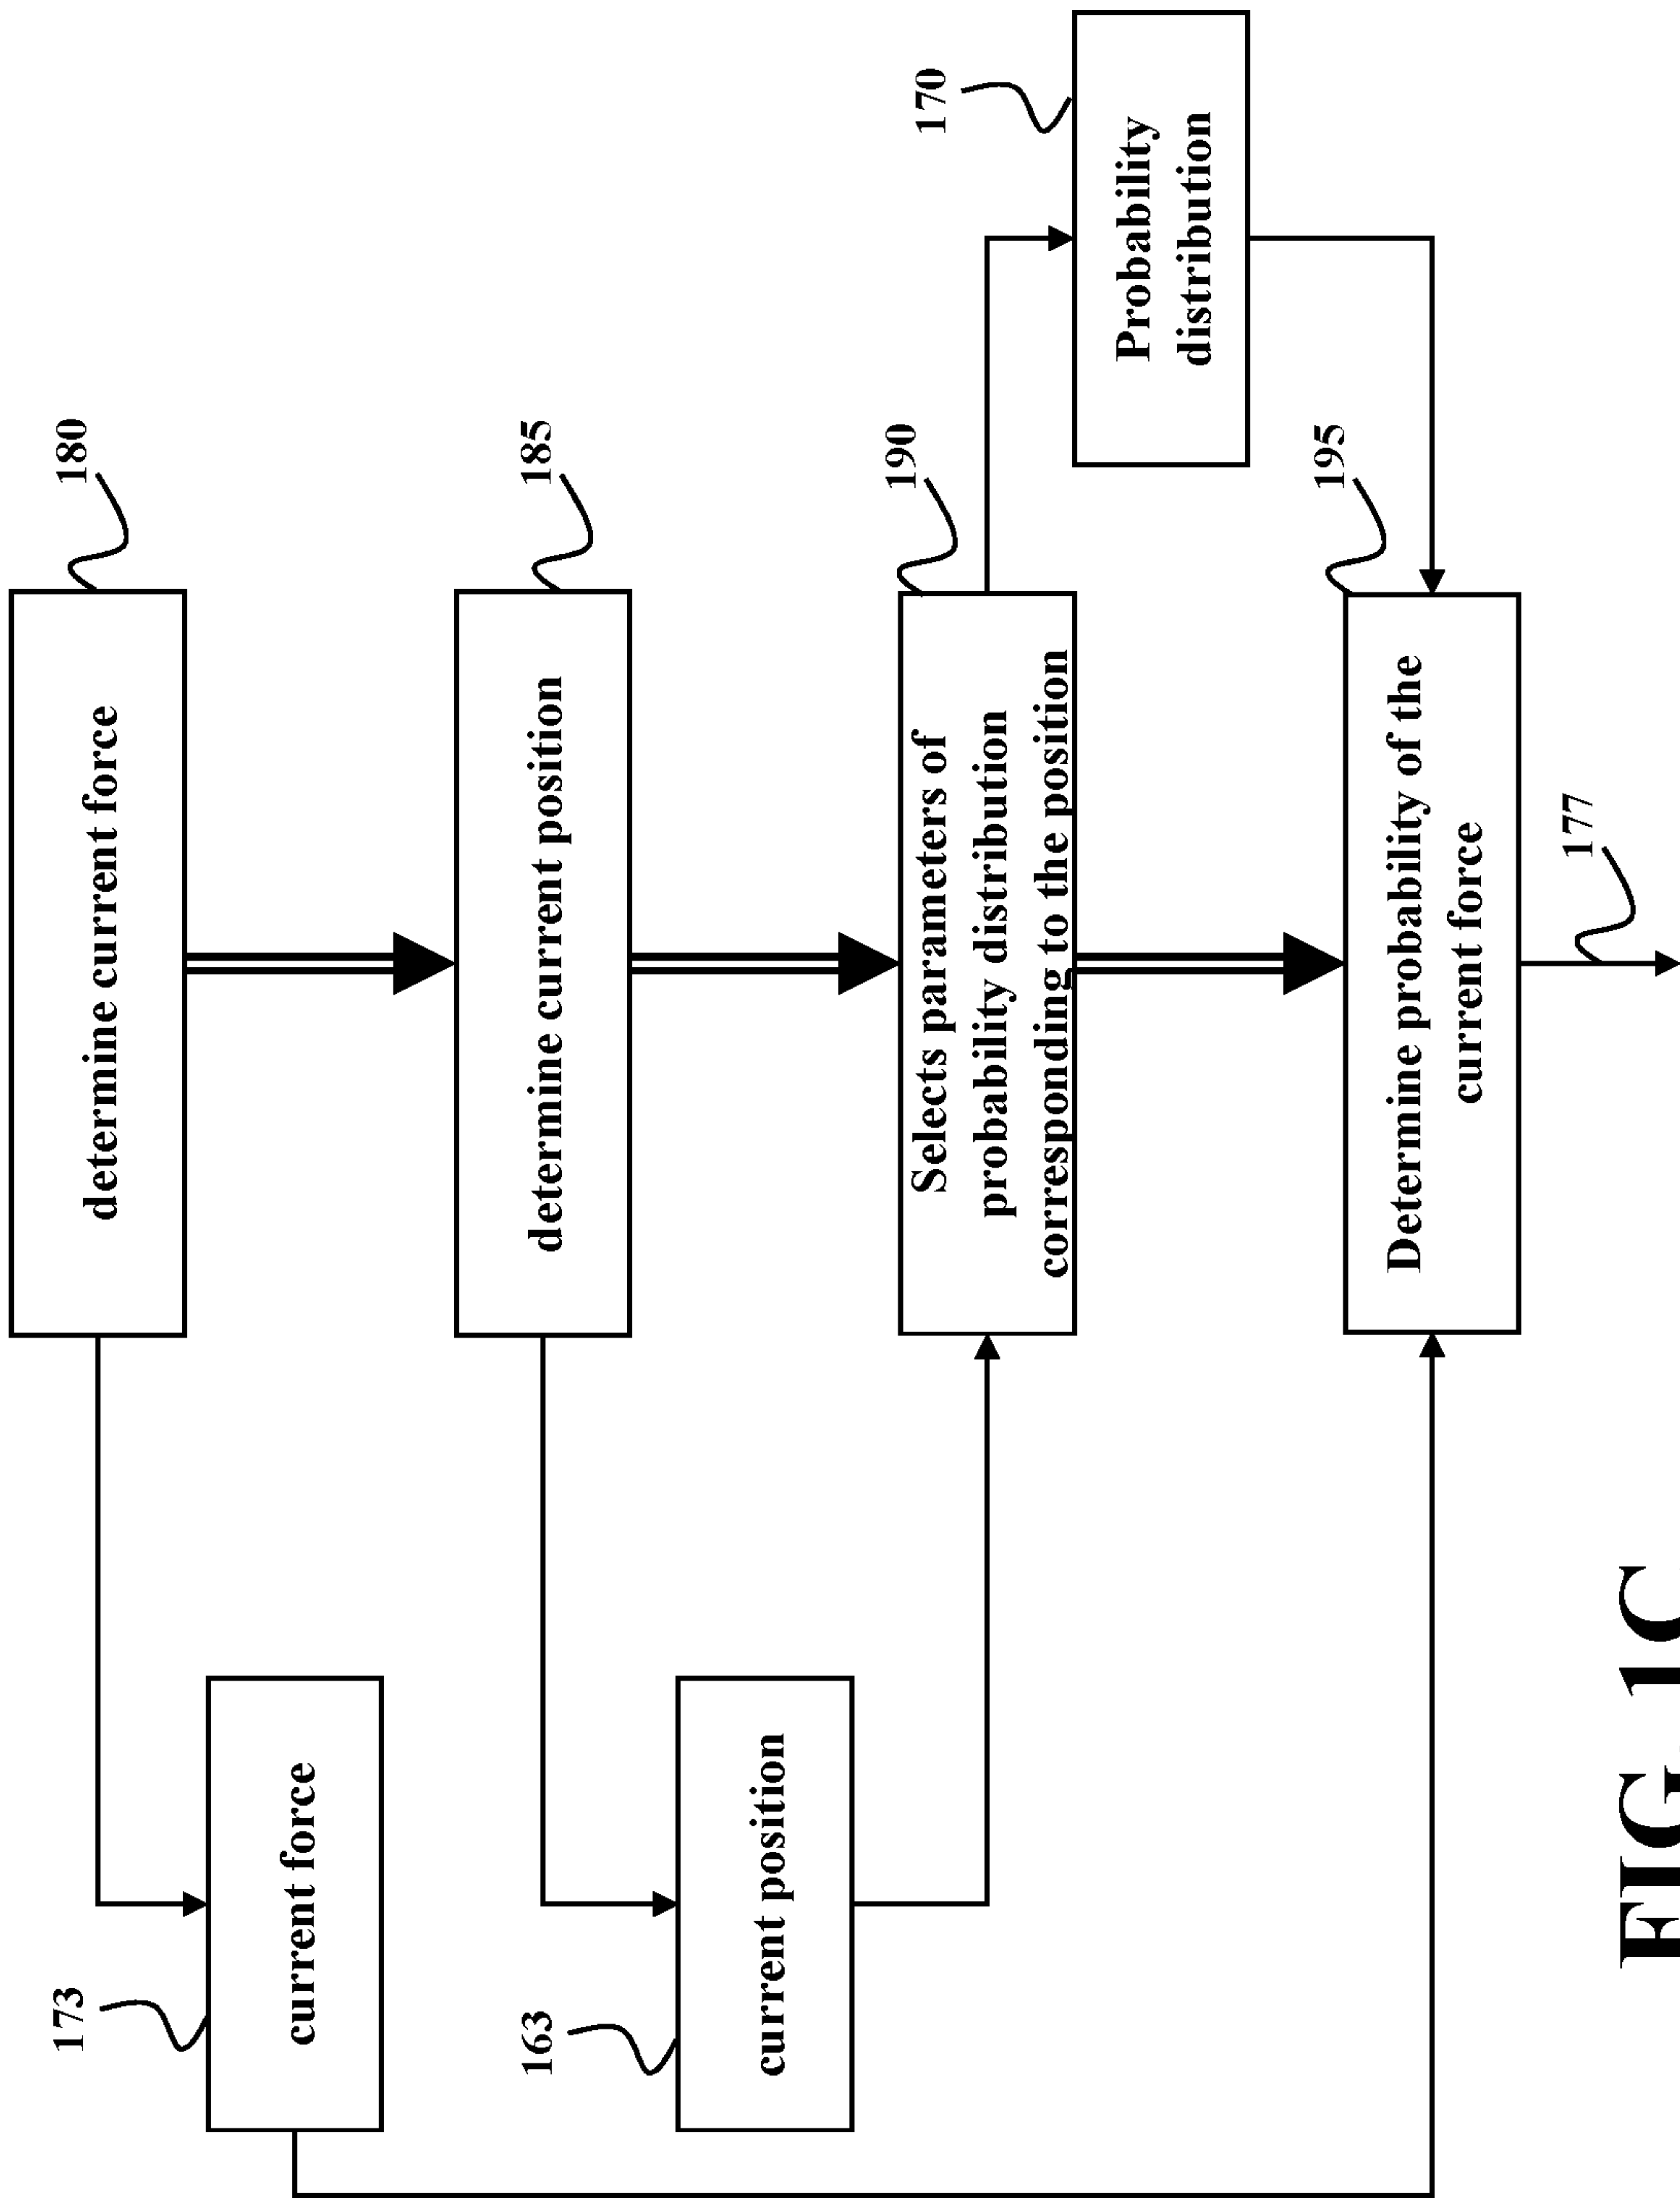 180
determine current force
173
current force
185
determine current position
163
current position
190
Selects parameters of
probability distribution
corresponding to the position
170
Probability
distribution
195
Determine probability of the
current force
177
FIG. 1C